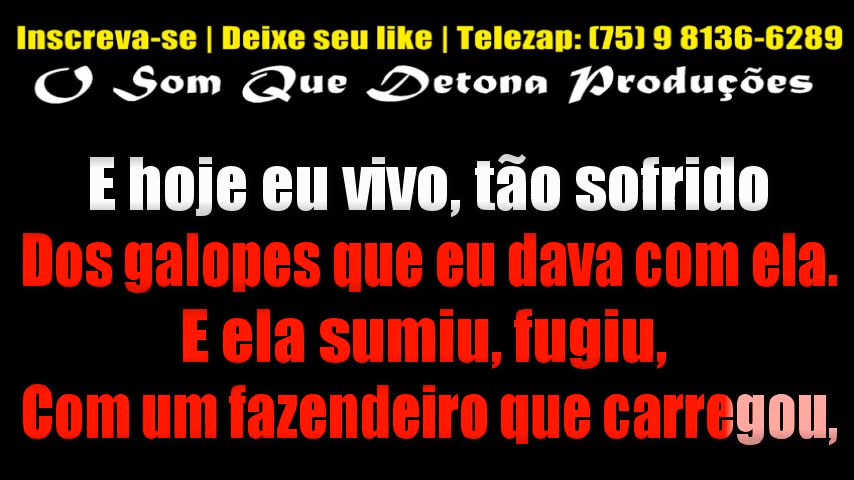 Inscreva-se | Deixe seu like | Telezap: (75) 9 8136-6289
O Som Que Detona Produções
E hoje eu vivo, tão sofrido
Dos galopes que eu dava com ela.
E ela sumiu, fugiu,
Com um fazendeiro que carregou,